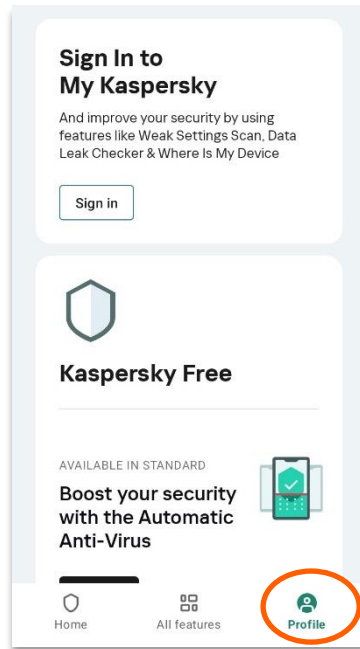 Sign In to
My Kaspersky
And improve your security by using
features like Weak Settings Scan, Data
Leak Checker & Where Is My Device
Sign in
Kaspersky Free
AVAILABLE IN STANDARD
Boost your security
with the Automatic
Anti-Virus
Home
All features
Profile